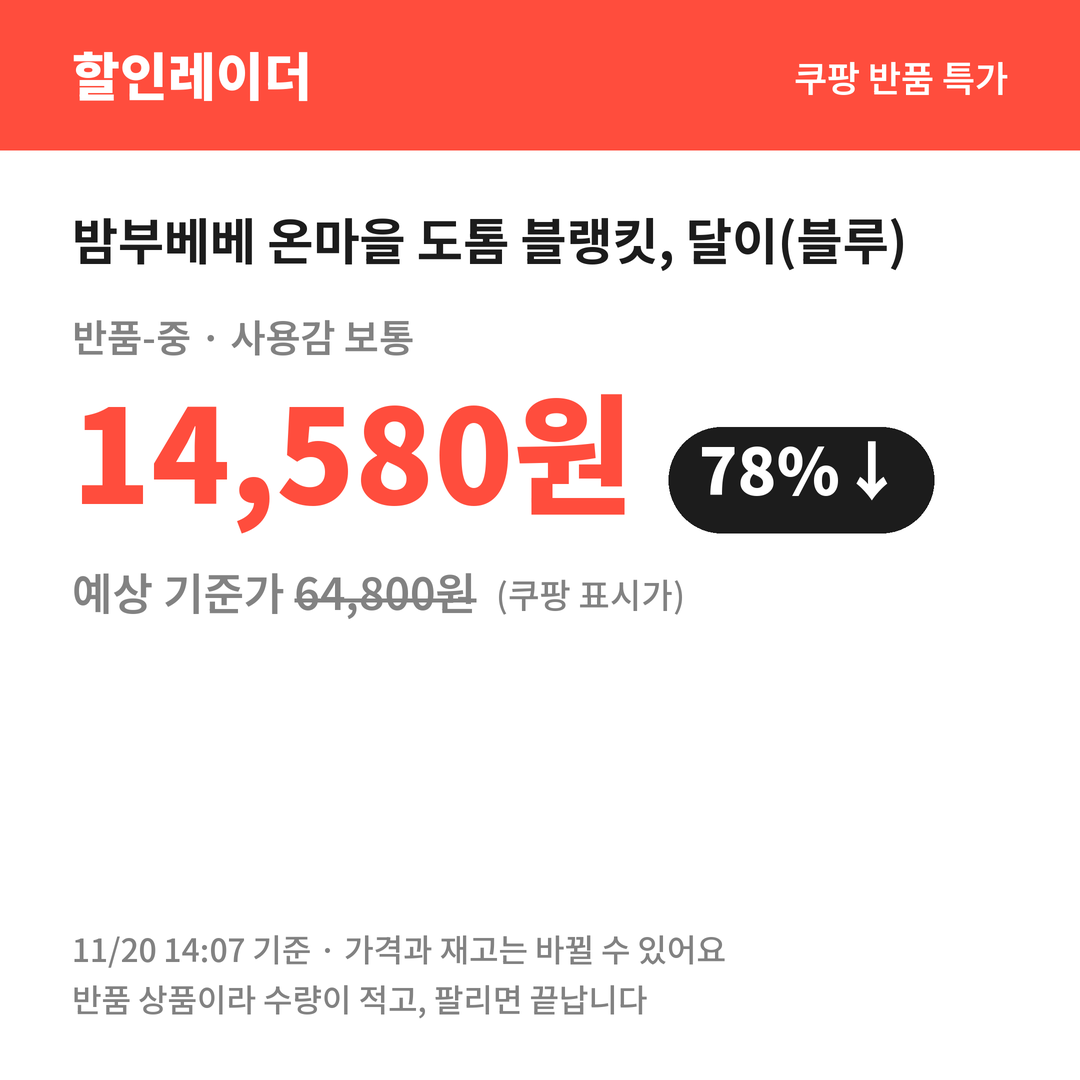 할인레이더
쿠팡 반품 특가
밤부베베 온마을 도톰 블랭킷, 달이(블루)
반품-중 · 사용감 보통
14,580원
78%↓
예상 기준가 64,800원 (쿠팡 표시가)
11/20 14:07 기준 · 가격과 재고는 바뀔 수 있어요
반품 상품이라 수량이 적고, 팔리면 끝납니다